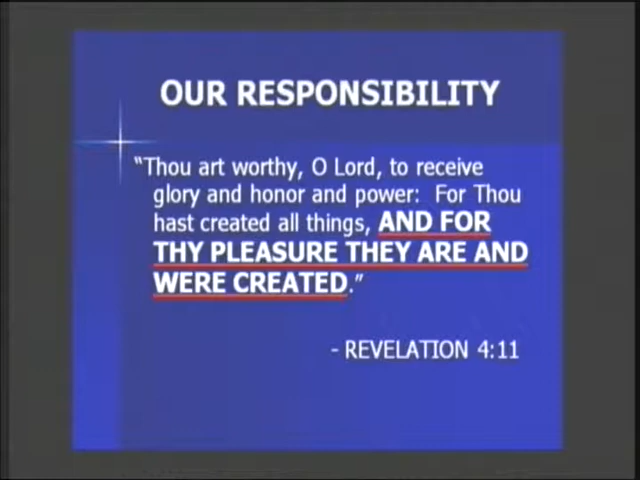 OUR RESPONSIBILITY
“Thou art worthy, O Lord, to receive
glory and honor and power:  For Thou
hast created all things, AND FOR
THY PLEASURE THEY ARE AND
WERE CREATED.”
- REVELATION 4:11